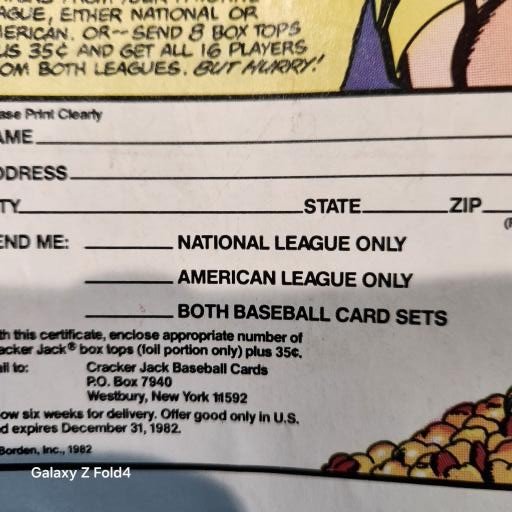 AGUE, EITHER NATIONAL OR
ERICAN. OR-- SEND 8 BOX TOPS
US 35¢ AND GET ALL 16 PLAYERS
OM BOTH LEAGUES. BUT HURRY!
ase Print Clearly
AME
DDRESS
TY STATE ZIP
END ME: NATIONAL LEAGUE ONLY
AMERICAN LEAGUE ONLY
BOTH BASEBALL CARD SETS
th this certificate, enclose appropriate number of
acker Jack® box tops (foil portion only) plus 35¢.
il to: Cracker Jack Baseball Cards
P.O. Box 7940
Westbury, New York 11592
ow six weeks for delivery. Offer good only in U.S.
d expires December 31, 1982.
Borden, Inc., 1982
Galaxy Z Fold4